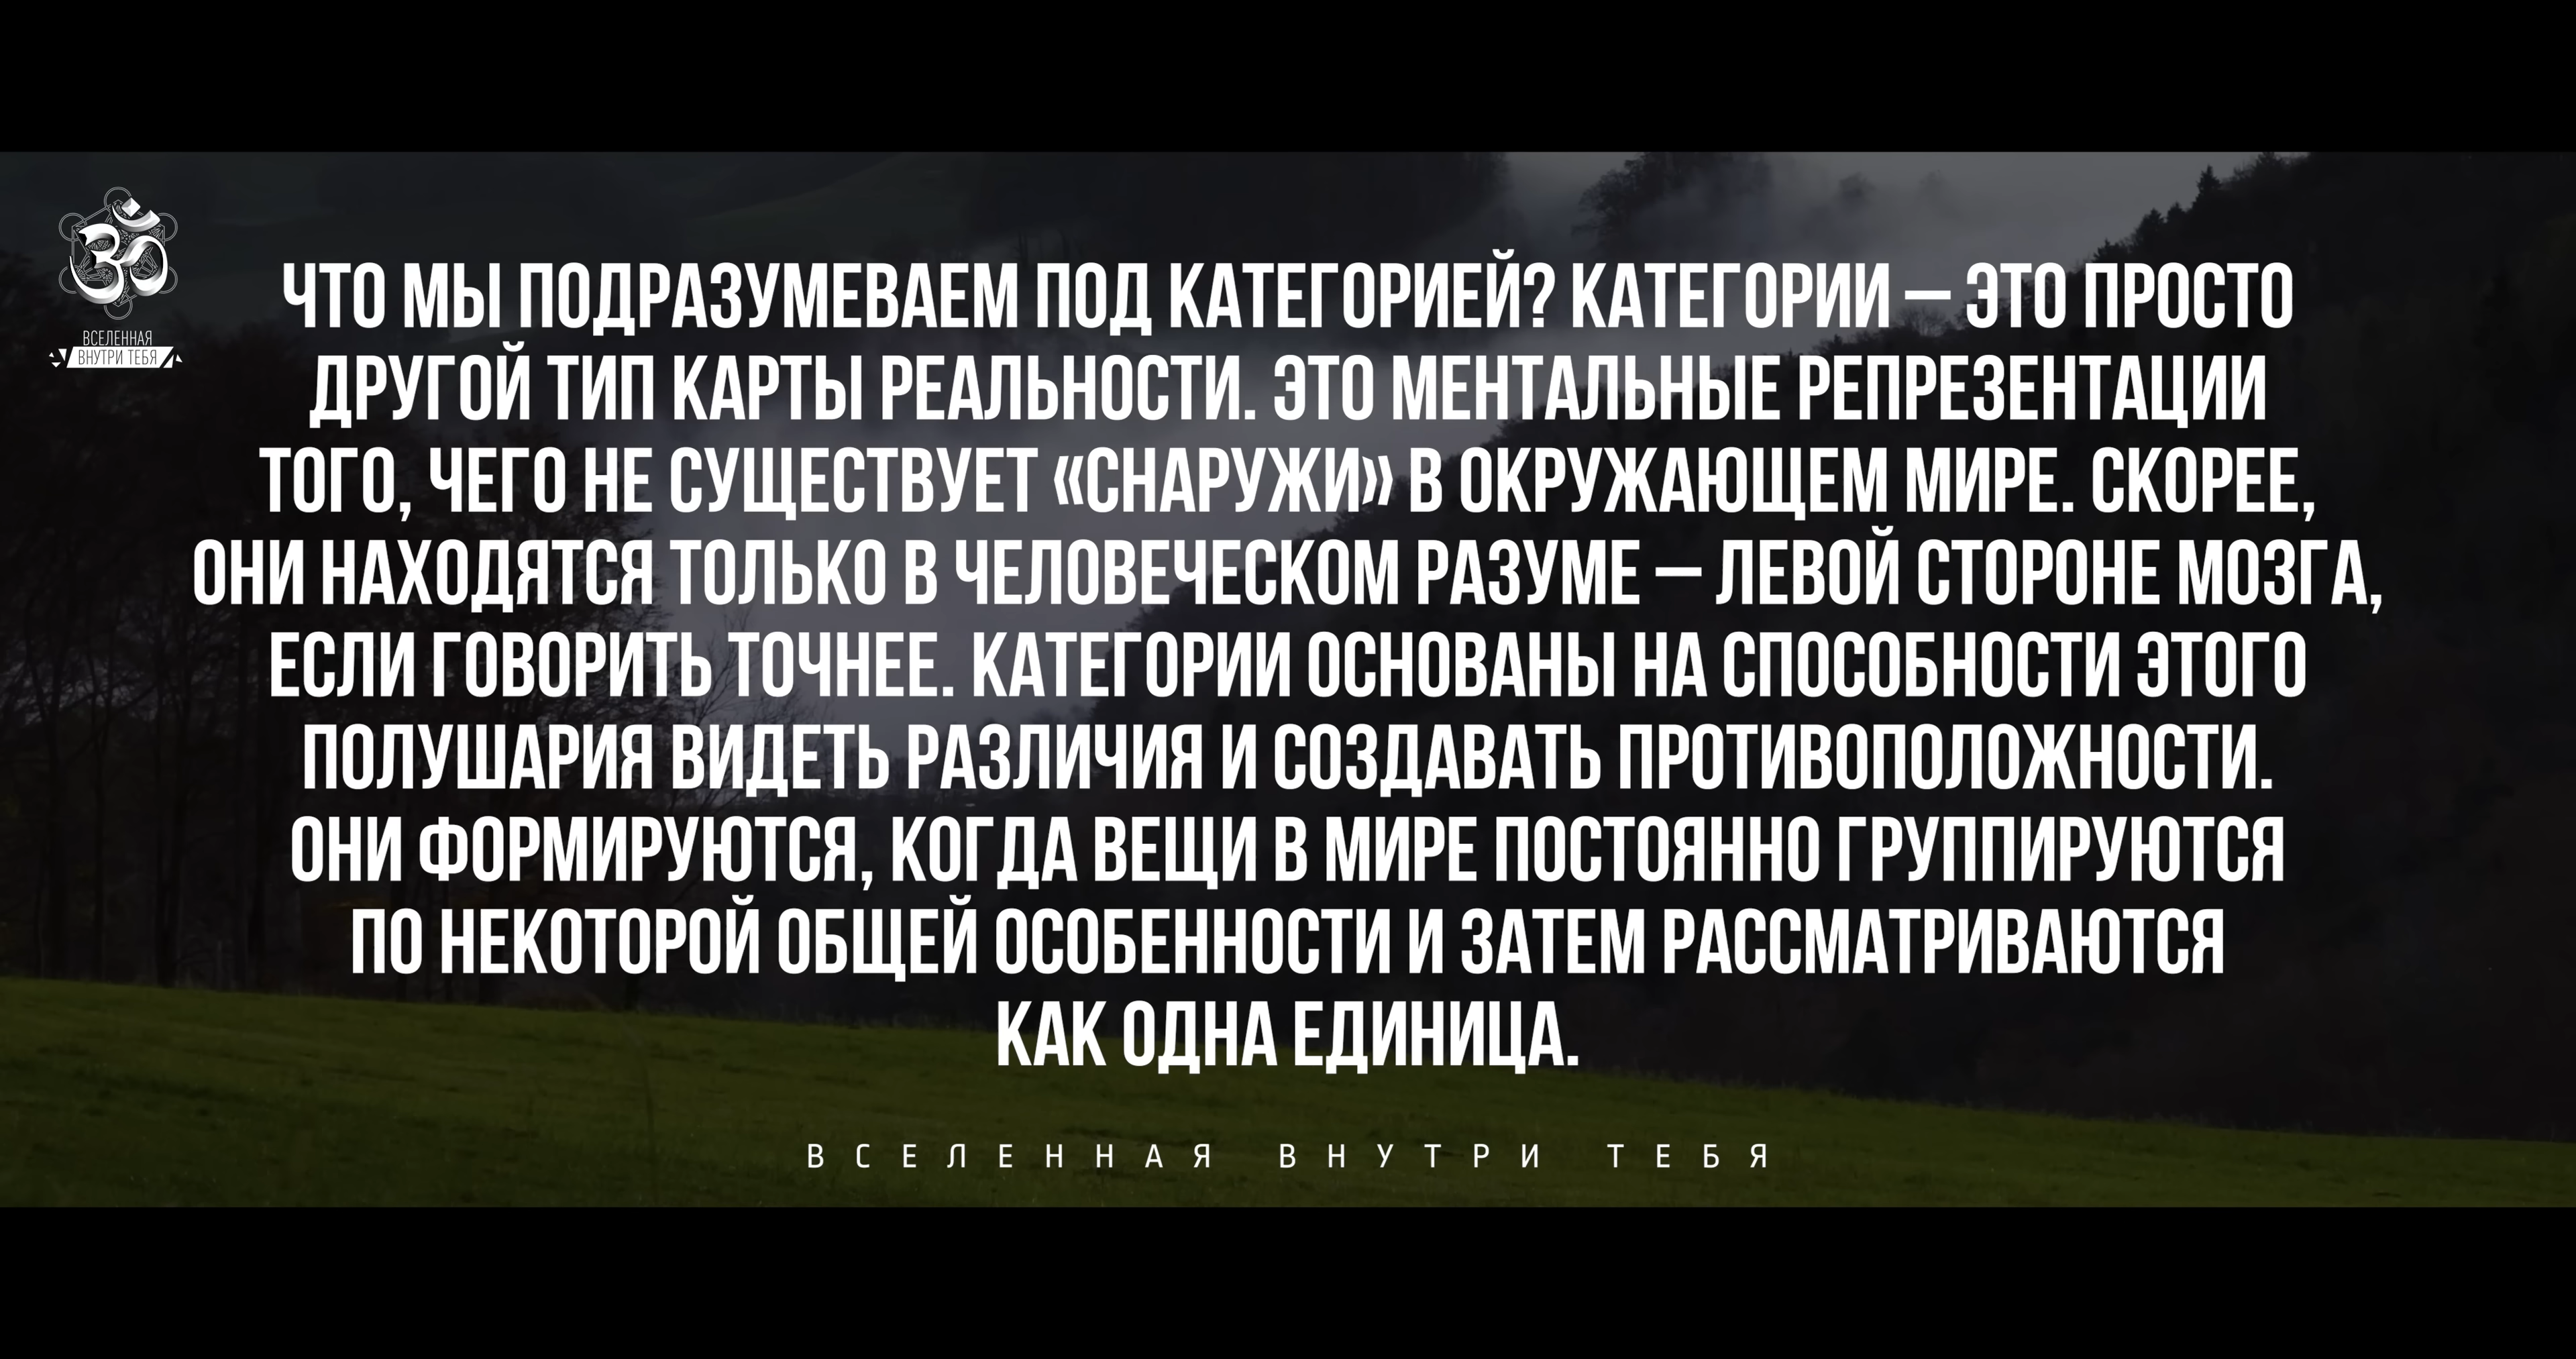 ВСЕЛЕННАЯ
ВНУТРИ ТЕБЯ
ЧТО МЫ ПОДРАЗУМЕВАЕМ ПОД КАТЕГОРИЕЙ? КАТЕГОРИИ — ЭТО ПРОСТО
ДРУГОЙ ТИП КАРТЫ РЕАЛЬНОСТИ. ЭТО МЕНТАЛЬНЫЕ РЕПРЕЗЕНТАЦИИ
ТОГО, ЧЕГО НЕ СУЩЕСТВУЕТ «СНАРУЖИ» В ОКРУЖАЮЩЕМ МИРЕ. СКОРЕЕ,
ОНИ НАХОДЯТСЯ ТОЛЬКО В ЧЕЛОВЕЧЕСКОМ РАЗУМЕ — ЛЕВОЙ СТОРОНЕ МОЗГА,
ЕСЛИ ГОВОРИТЬ ТОЧНЕЕ. КАТЕГОРИИ ОСНОВАНЫ НА СПОСОБНОСТИ ЭТОГО
ПОЛУШАРИЯ ВИДЕТЬ РАЗЛИЧИЯ И СОЗДАВАТЬ ПРОТИВОПОЛОЖНОСТИ.
ОНИ ФОРМИРУЮТСЯ, КОГДА ВЕЩИ В МИРЕ ПОСТОЯННО ГРУППИРУЮТСЯ
ПО НЕКОТОРОЙ ОБЩЕЙ ОСОБЕННОСТИ И ЗАТЕМ РАССМАТРИВАЮТСЯ
КАК ОДНА ЕДИНИЦА.
ВСЕЛЕННАЯ ВНУТРИ ТЕБЯ